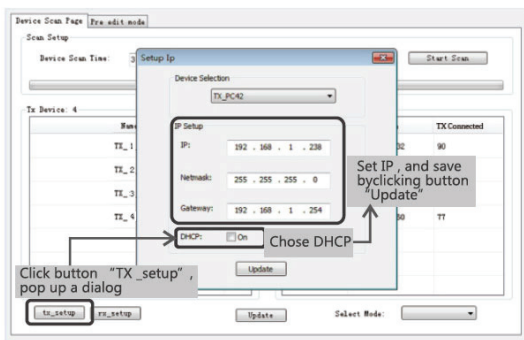 Device Scan Page Pre edit mode
Scan Setup
Device Scan Time: 3
Setup Ip
Start Scan
Device Selection
TX_PC42
Tx Device: 4
IP Setup
TX Connected
TX_1
IP: 192 . 168 . 1 . 238
90
TX_2
Netmask: 255 . 255 . 255 . 0
TX_3
Gateway: 192 . 168 . 1 . 254
TX_4
77
DHCP: On
Set IP , and save
byclicking button
“Update”
Chose DHCP
Click button “TX _setup” ,
pop up a dialog
Update
tx_setup rx_setup Update Select Mode: